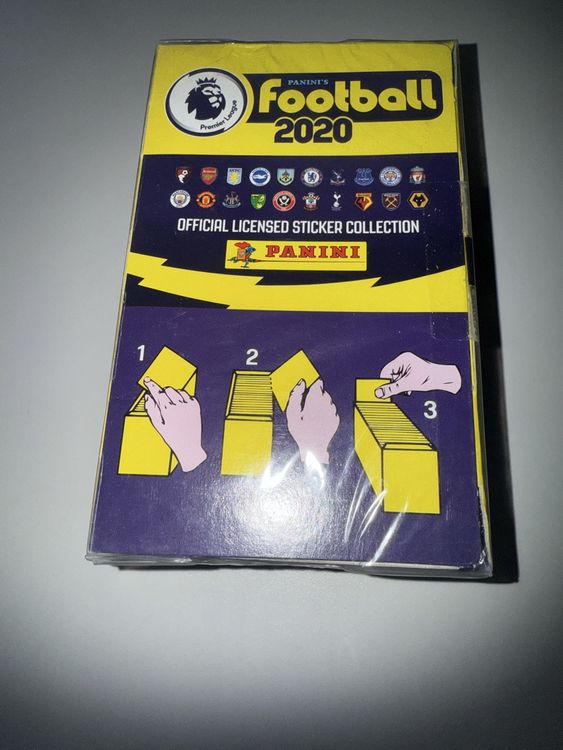 Premier League
PANINI'S
Football
2020
OFFICIAL LICENSED STICKER COLLECTION
PANINI
1
2
3